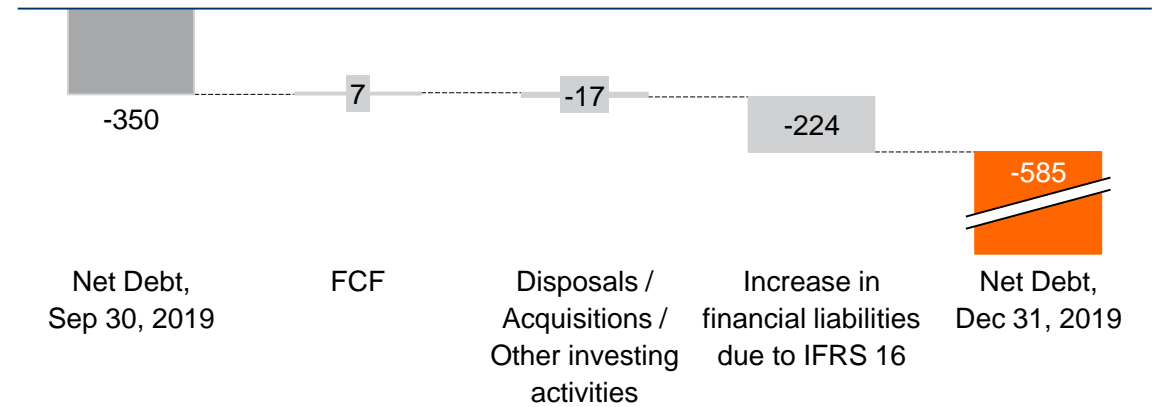 -350
7
-17
-224
-585
Net Debt,
Sep 30, 2019
FCF
Disposals /
Acquisitions /
Other investing
activities
Increase in
financial liabilities
due to IFRS 16
Net Debt,
Dec 31, 2019